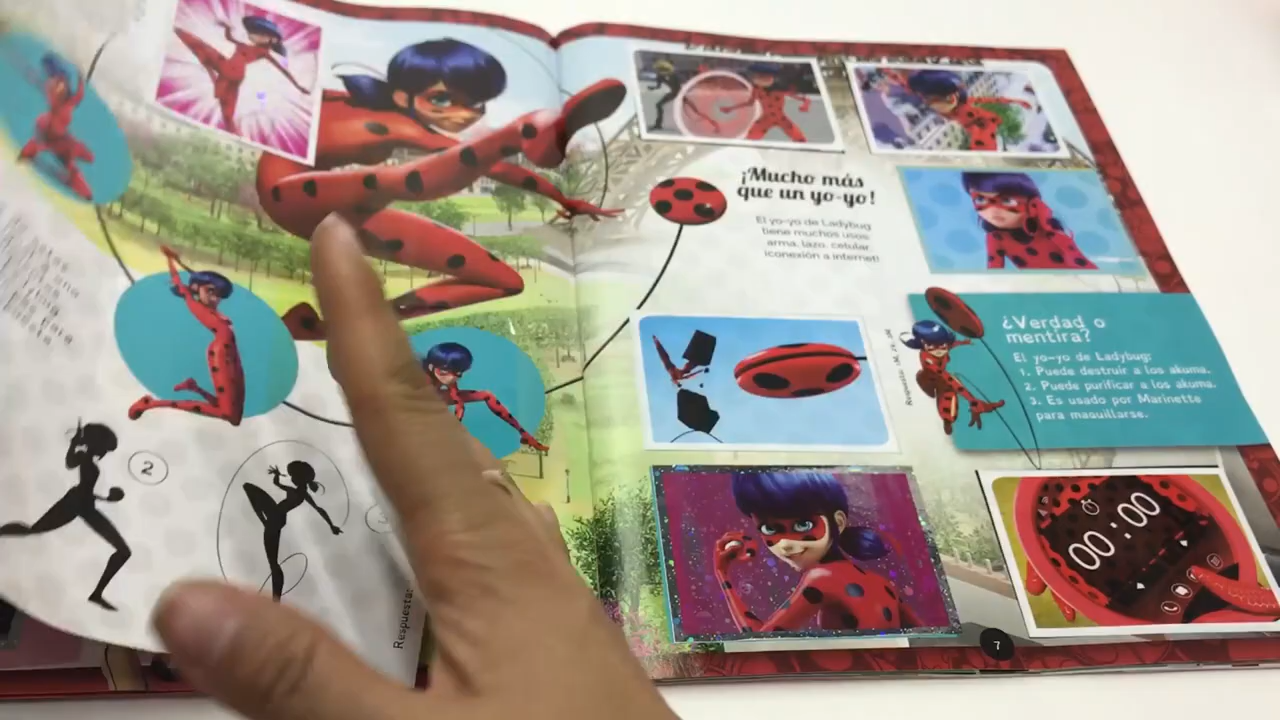 2
Respuesta:
¡Mucho más
que un yo-yo!
El yo-yo de Ladybug
tiene muchos usos:
arma, lazo, celular,
¡conexión a internet!
¿Verdad o
mentira?
El yo-yo de Ladybug:
1. Puede destruir a los akuma.
2. Puede purificar a los akuma.
3. Es usado por Marinette
para maquillarse.
Respuesta:
00:00
7